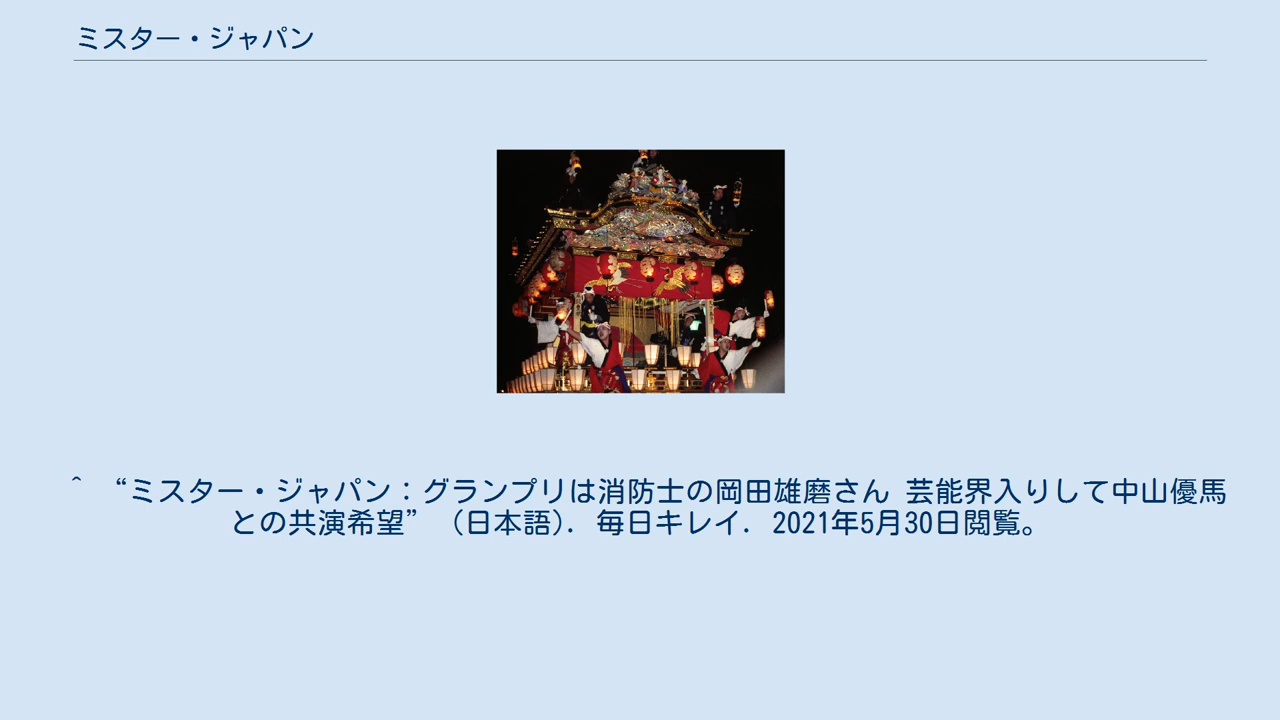 ミスター・ジャパン
^ “ミスター・ジャパン：グランプリは消防士の岡田雄磨さん 芸能界入りして中山優馬
との共演希望” (日本語). 毎日キレイ. 2021年5月30日閲覧。